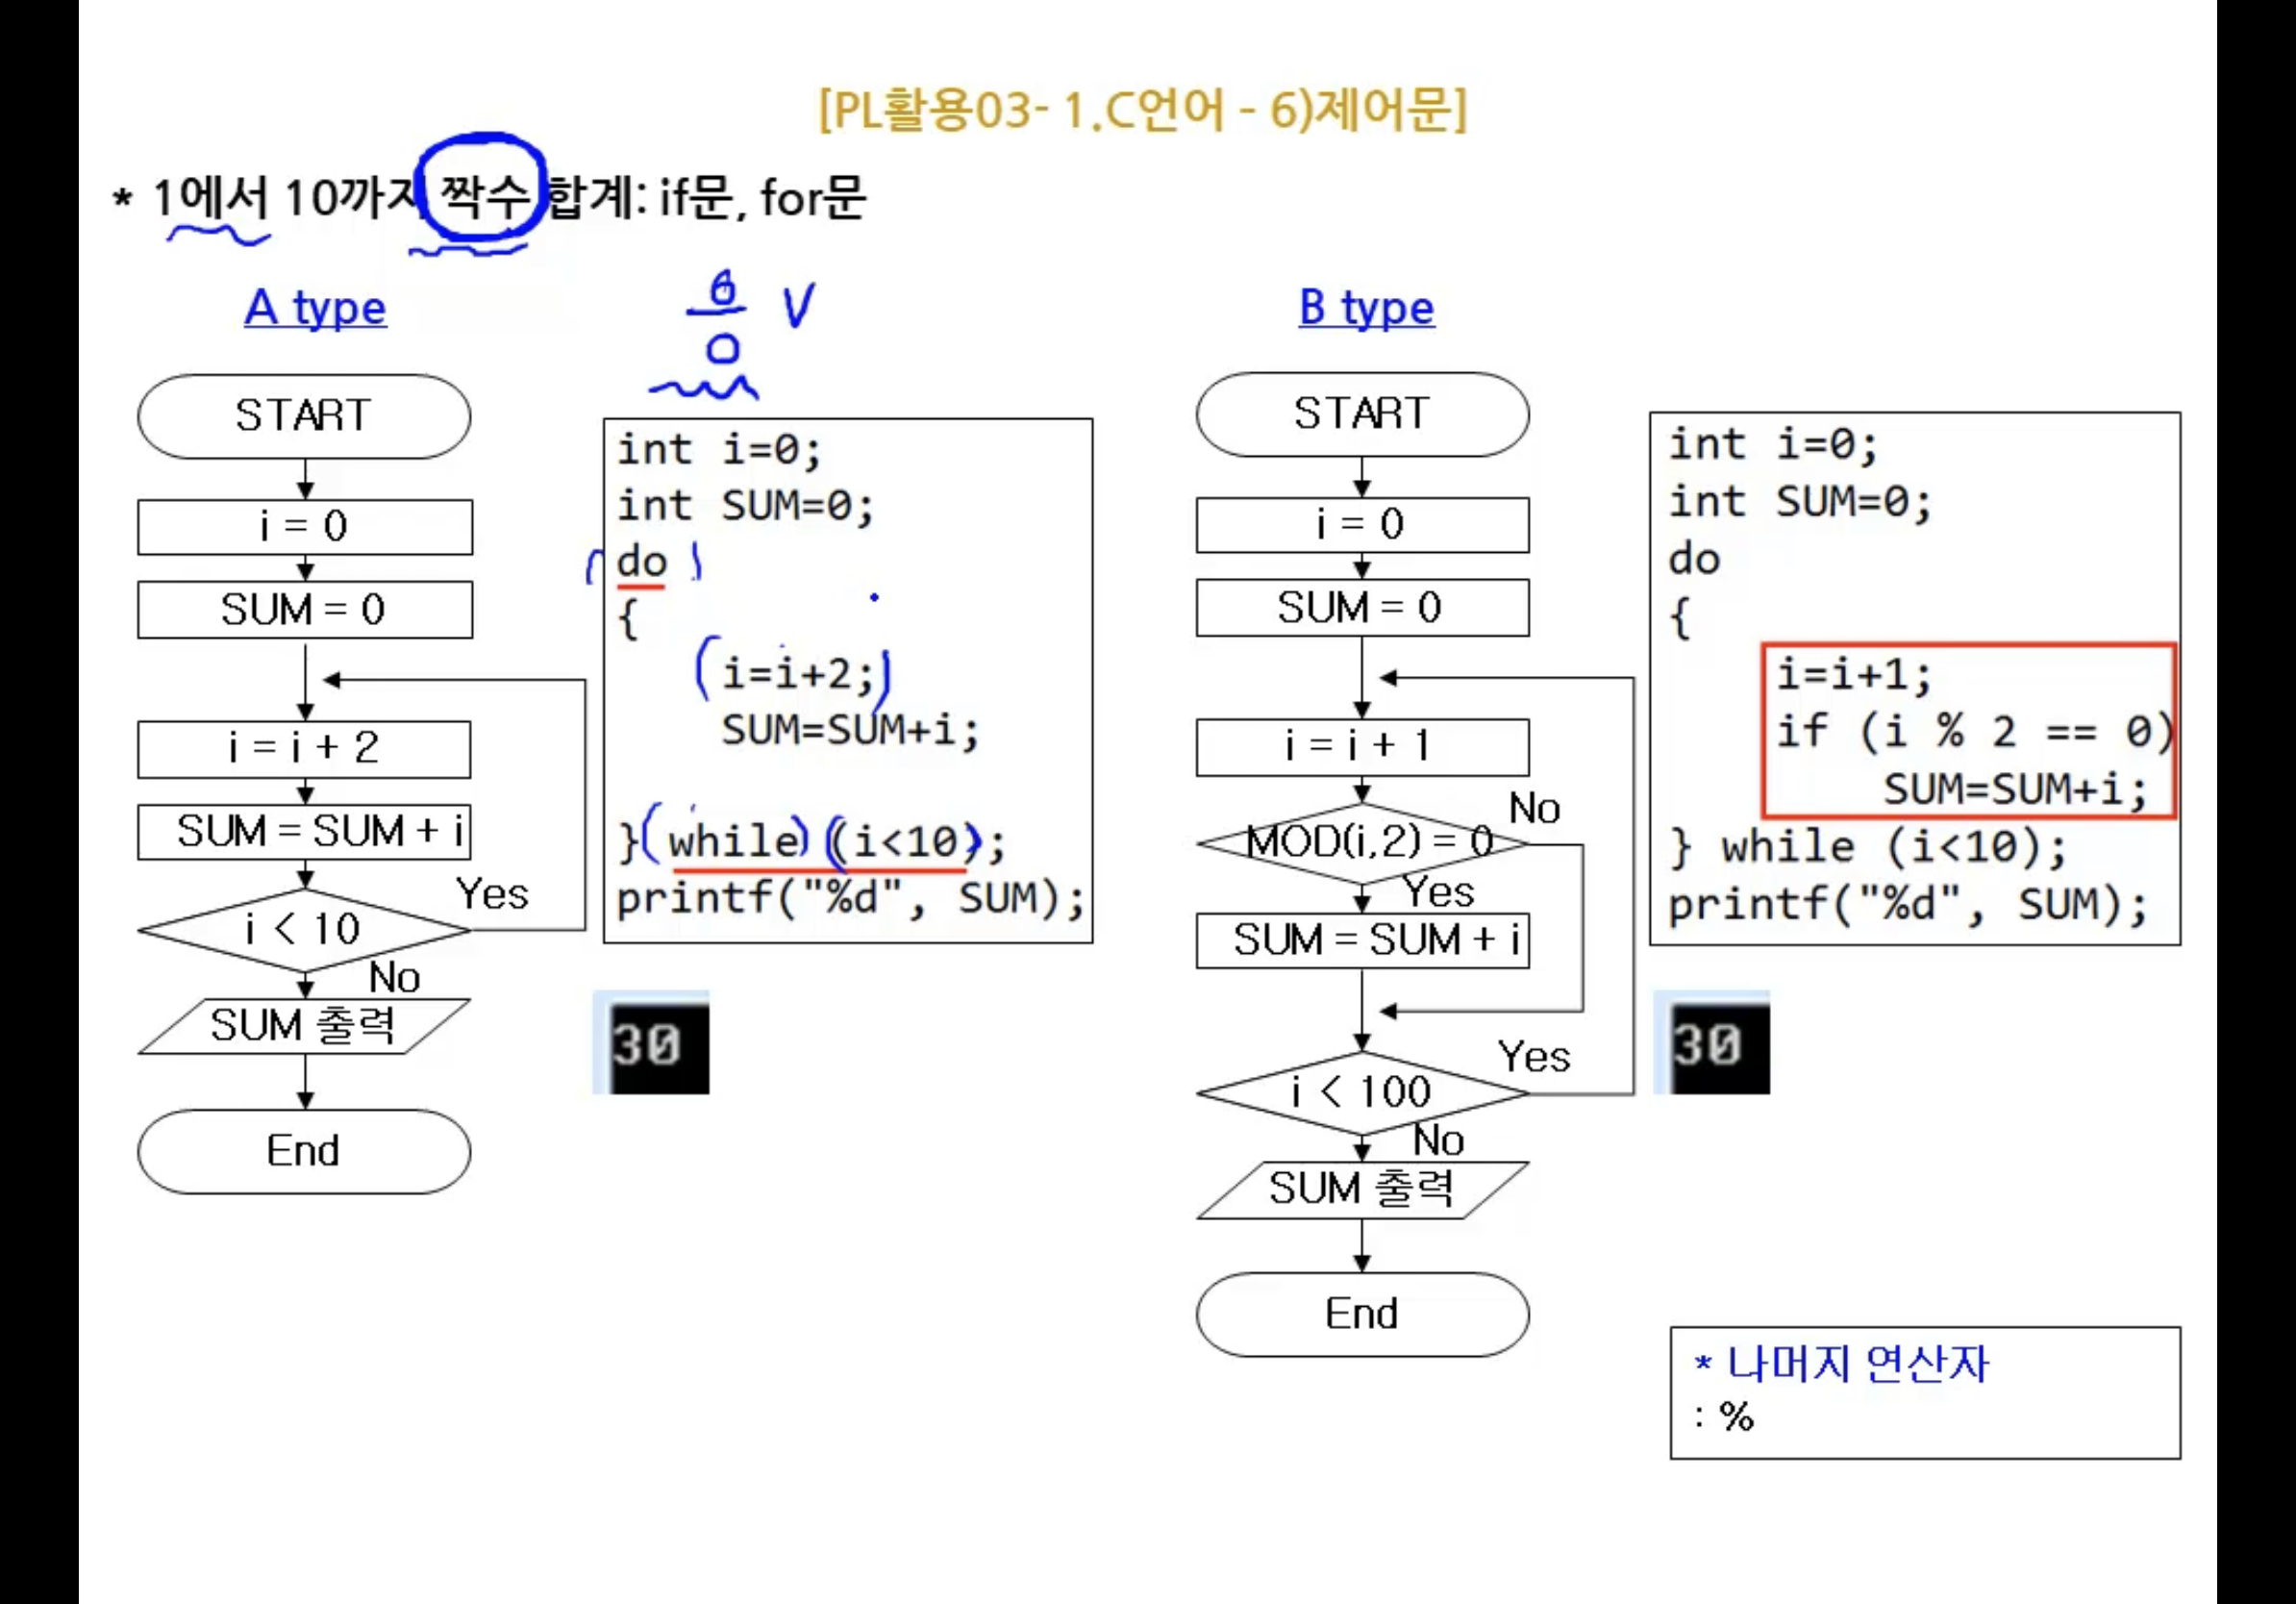 [PL활용03- 1.C언어 - 6)제어문]
* 1에서 10까지 짝수 합계: if문, for문
A type
START
i = 0
SUM = 0
i = i + 2
SUM = SUM + i
i < 10
Yes
No
SUM 출력
End
V
0
int i=0;
int SUM=0;
do
{
i=i+2;
SUM=SUM+i;
} while (i<10);
printf("%d", SUM);
30
B type
START
i = 0
SUM = 0
i = i + 1
MOD(i,2) = 0
No
Yes
SUM = SUM + i
i < 100
Yes
No
SUM 출력
End
int i=0;
int SUM=0;
do
{
i=i+1;
if (i % 2 == 0)
SUM=SUM+i;
} while (i<10);
printf("%d", SUM);
30
* 나머지 연산자
: %